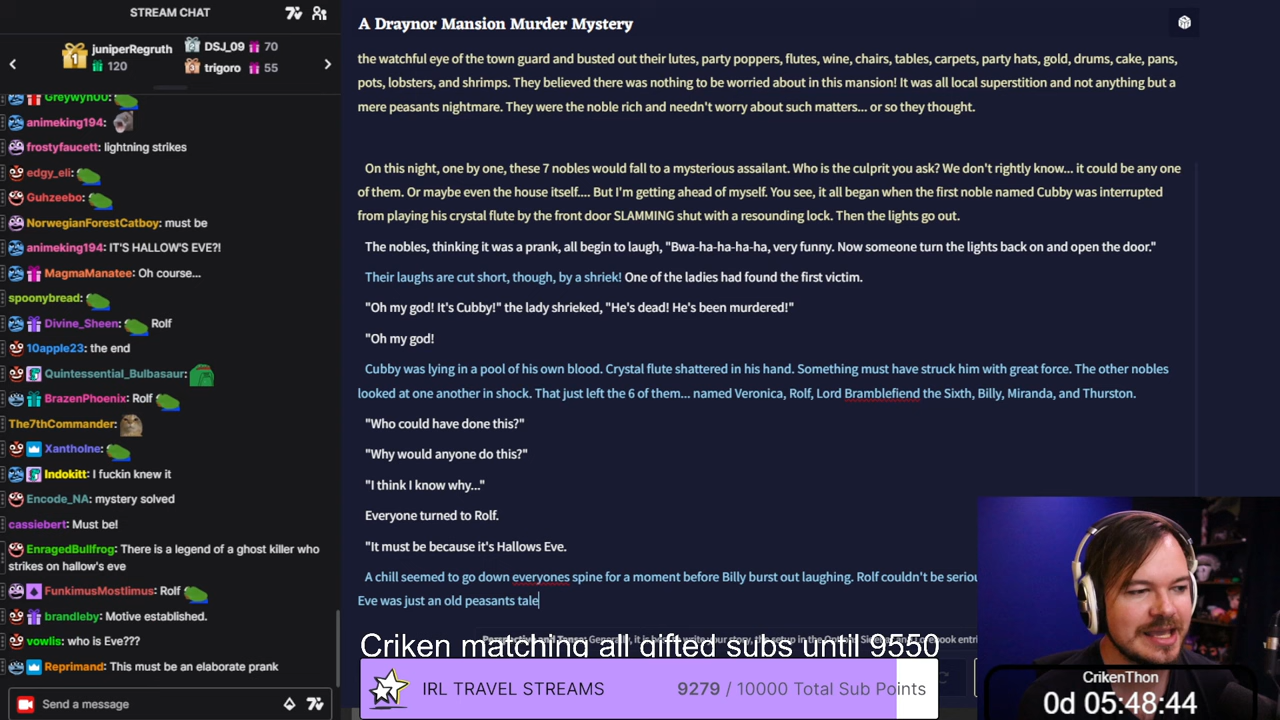 STREAM CHAT
juniperRegruth
120
DSJ_09 70
trigoro 55
GreywynUU:
animeking194:
frostyfaucett: lightning strikes
edgy_eli:
Guhzeebo:
NorwegianForestCatboy: must be
animeking194: IT'S HALLOW'S EVE?!
MagmaManatee: Oh course...
spoonybread:
Divine_Sheen: Rolf
10apple23: the end
Quintessential_Bulbasaur:
BrazenPhoenix: Rolf
The7thCommander:
Xantholne:
Indokitt: I fuckin knew it
Encode_NA: mystery solved
cassiebert: Must be!
EnragedBullfrog: There is a legend of a ghost killer who
strikes on hallow's eve
FunkimusMostlimus: Rolf
brandleby: Motive established.
vowlis: who is Eve???
Reprimand: This must be an elaborate prank
Send a message
A Draynor Mansion Murder Mystery
the watchful eye of the town guard and busted out their lutes, party poppers, flutes, wine, chairs, tables, carpets, party hats, gold, drums, cake, pans,
pots, lobsters, and shrimps. They believed there was nothing to be worried about in this mansion! It was all local superstition and not anything but a
mere peasants nightmare. They were the noble rich and needn't worry about such matters... or so they thought.
On this night, one by one, these 7 nobles would fall to a mysterious assailant. Who is the culprit you ask? We don't rightly know... it could be any one
of them. Or maybe even the house itself.... But I'm getting ahead of myself. You see, it all began when the first noble named Cubby was interrupted
from playing his crystal flute by the front door SLAMMING shut with a resounding lock. Then the lights go out.
The nobles, thinking it was a prank, all begin to laugh, "Bwa-ha-ha-ha-ha, very funny. Now someone turn the lights back on and open the door."
Their laughs are cut short, though, by a shriek! One of the ladies had found the first victim.
"Oh my god! It's Cubby!" the lady shrieked, "He's dead! He's been murdered!"
"Oh my god!
Cubby was lying in a pool of his own blood. Crystal flute shattered in his hand. Something must have struck him with great force. The other nobles
looked at one another in shock. That just left the 6 of them... named Veronica, Rolf, Lord Bramblefiend the Sixth, Billy, Miranda, and Thurston.
"Who could have done this?"
"Why would anyone do this?"
"I think I know why..."
Everyone turned to Rolf.
"It must be because it's Hallows Eve.
A chill seemed to go down everyones spine for a moment before Billy burst out laughing. Rolf couldn't be seriou
Eve was just an old peasants tale
Criken matching all gifted subs until 9550
IRL TRAVEL STREAMS 9279 / 10000 Total Sub Points
CrikenThon
0d 05:48:44